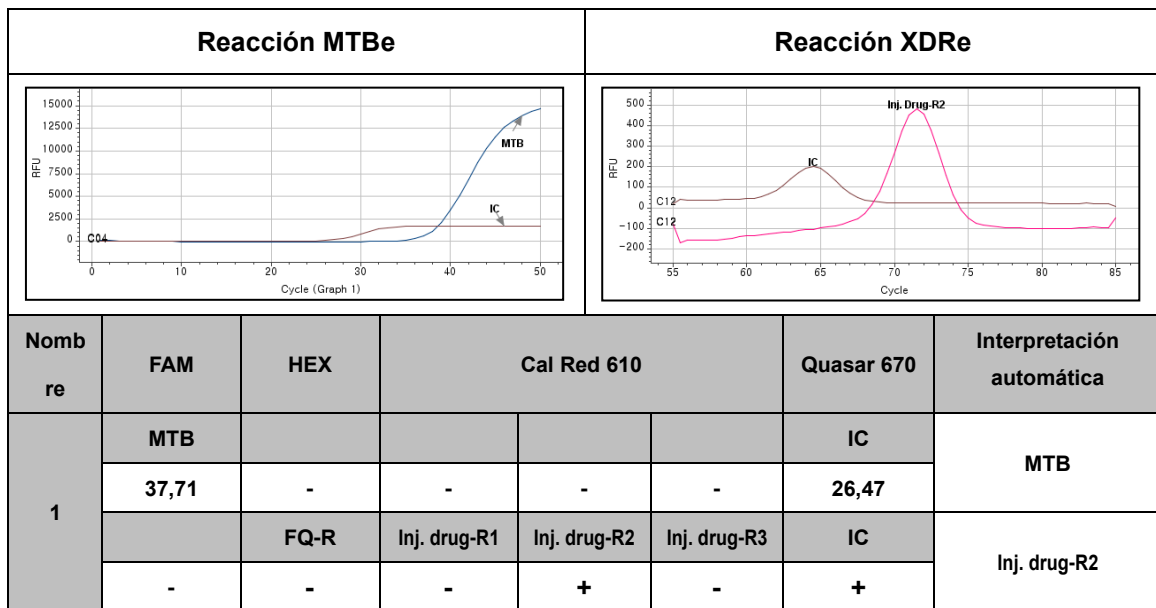 Reacción MTBe
Reacción XDRe
15000
12500
10000
7500
5000
2500
0
RFU
C04
MTB
IC
0 10 20 30 40 50
Cycle (Graph 1)
500
400
300
200
100
0
-100
-200
RFU
C12
C12
IC
Inj. Drug-R2
55 60 65 70 75 80 85
Cycle
Nomb
re
FAM
HEX
Cal Red 610
Quasar 670
Interpretación
automática
1
MTB
IC
MTB
37,71 - - - - 26,47
FQ-R Inj. drug-R1 Inj. drug-R2 Inj. drug-R3 IC
Inj. drug-R2
- - - + - +